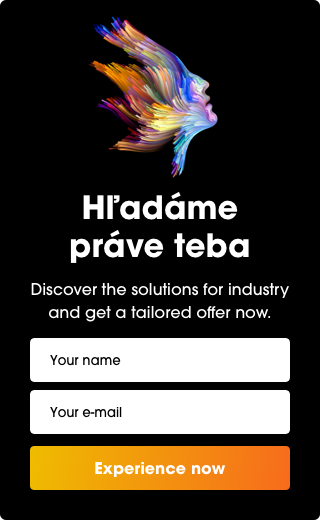 Hľadáme
práve teba
Discover the solutions for industry
and get a tailored offer now.
Your name
Your e-mail
Experience now